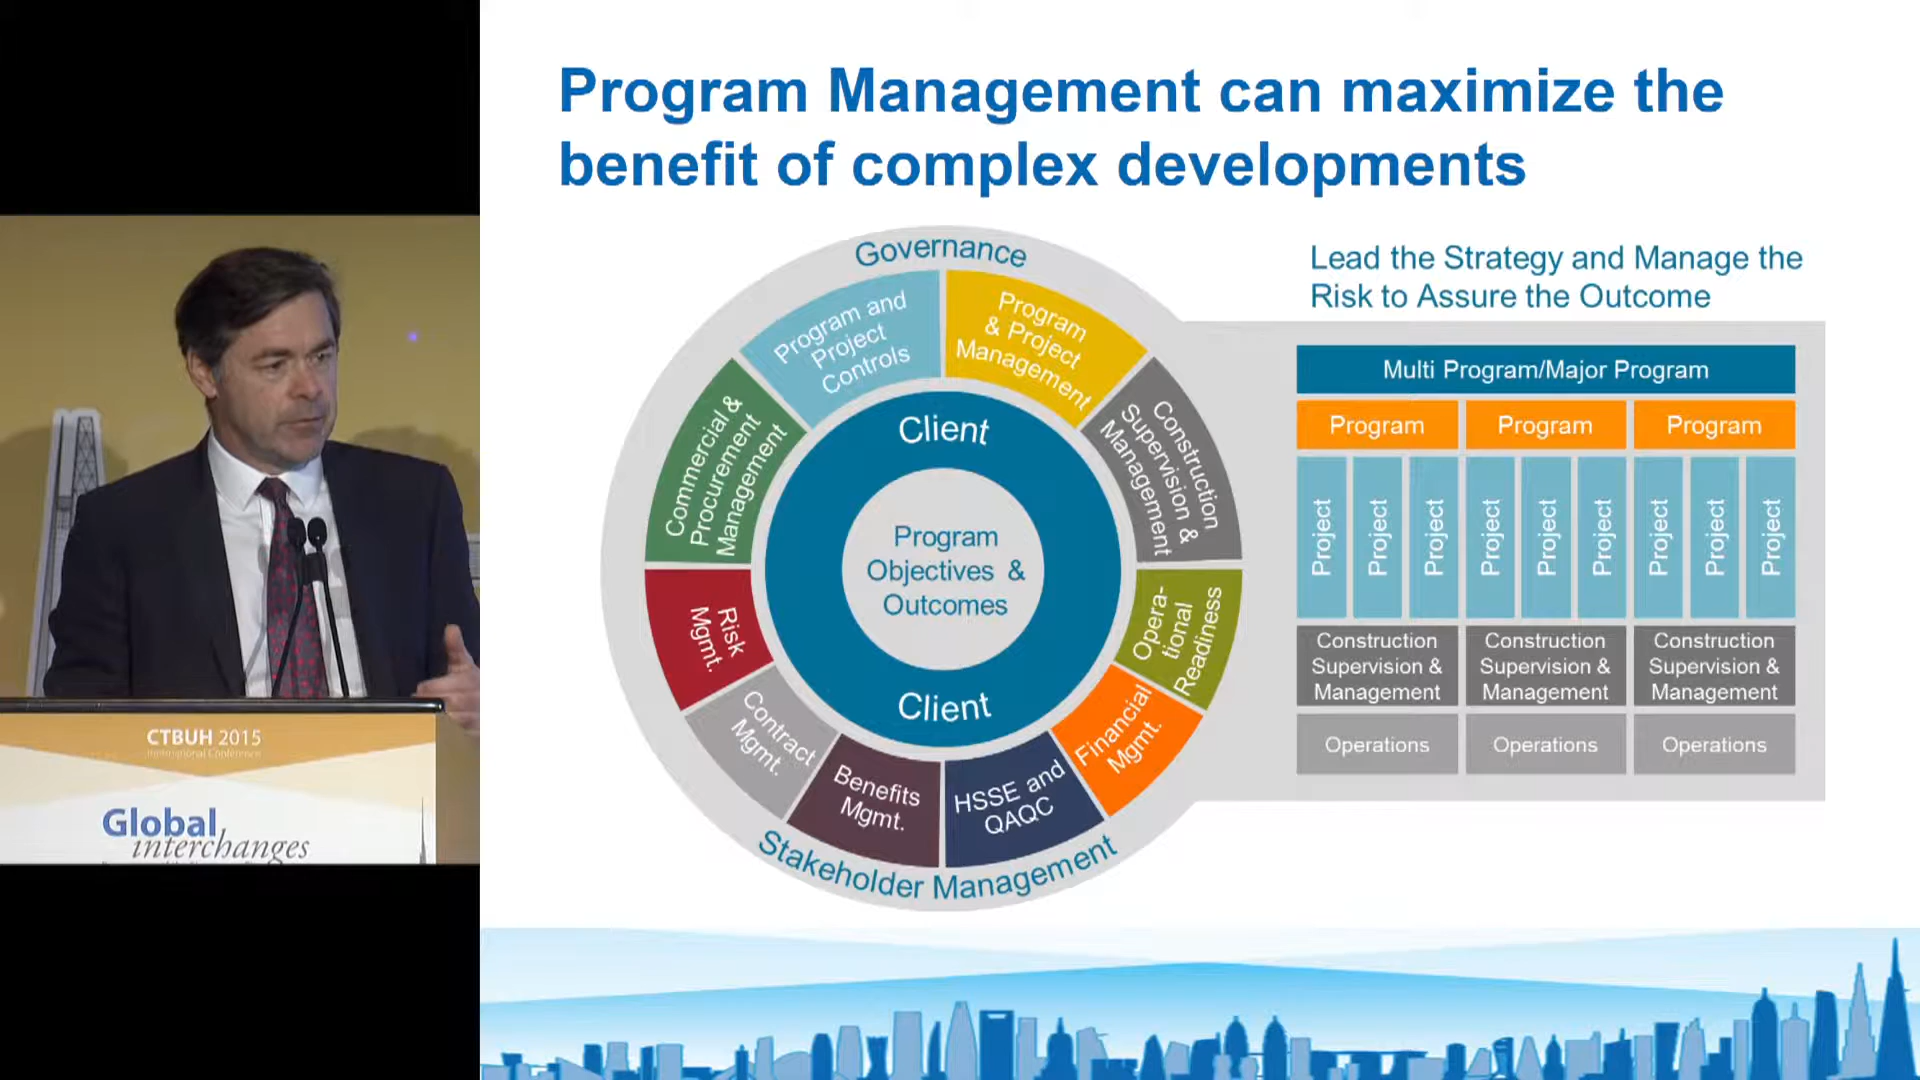 Program Management can maximize the
benefit of complex developments
Governance
Program and
Project
Controls
Program
& Project
Management
Construction
Supervision &
Management
Opera-
tional
Readiness
Financial
Mgmt.
HSSE and
QAQC
Benefits
Mgmt.
Contract
Mgmt.
Risk
Mgmt.
Commercial &
Procurement
Management
Stakeholder Management
Client
Program
Objectives &
Outcomes
Client
Lead the Strategy and Manage the
Risk to Assure the Outcome
Multi Program/Major Program
Program Program Program
Project Project Project Project Project Project Project Project Project
Construction
Supervision &
Management
Construction
Supervision &
Management
Construction
Supervision &
Management
Operations Operations Operations
CTBUH 2015
International Conference
Global
interchanges